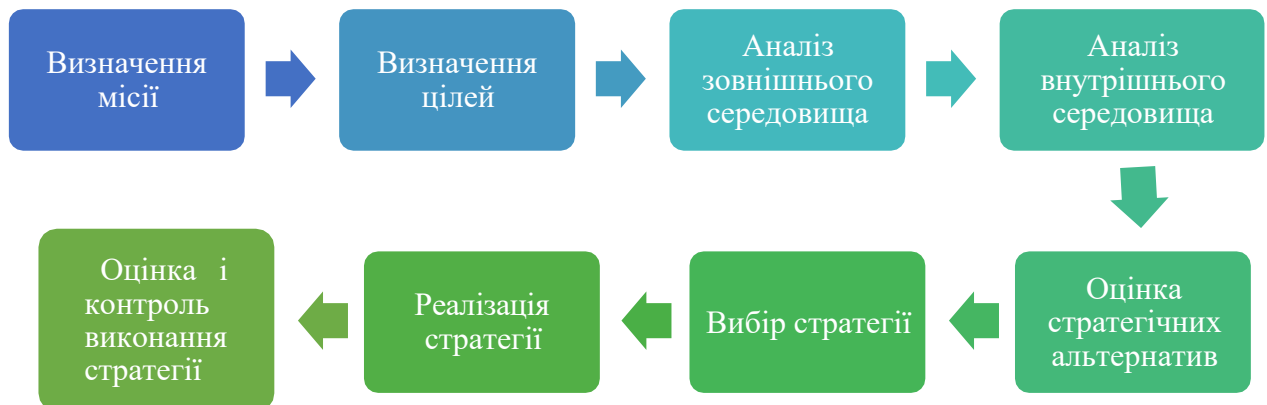 Визначення
місії
Визначення
цілей
Аналіз
зовнішнього
середовища
Аналіз
внутрішнього
середовища
Оцінка
стратегічних
альтернатив
Вибір стратегії
Реалізація
стратегії
Оцінка і
контроль
виконання
стратегії